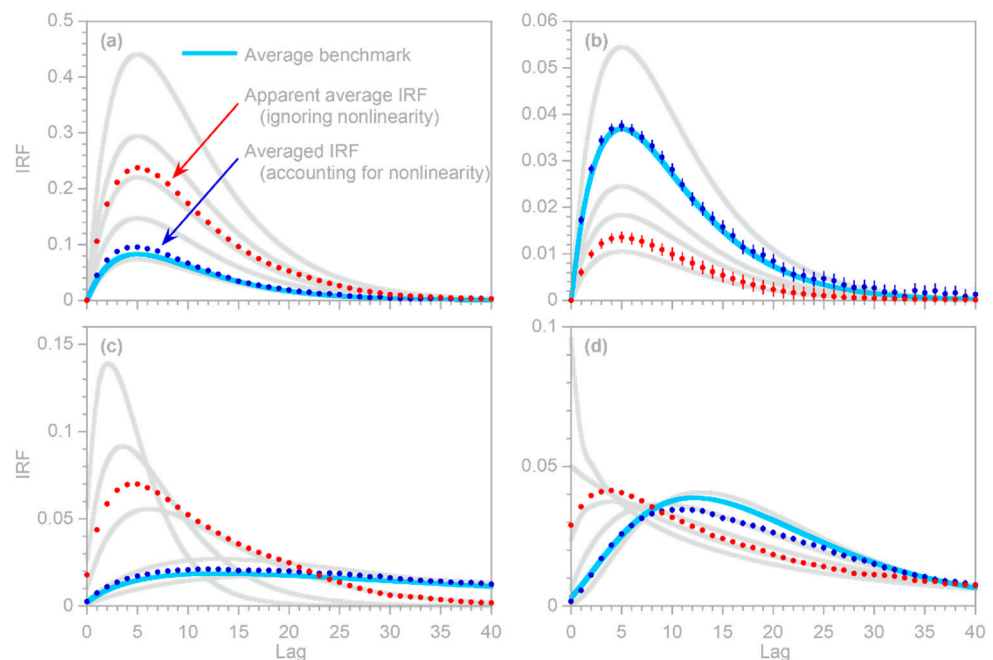 0.5
0.4
0.3
0.2
0.1
0
IRF
(a)
Average benchmark
Apparent average IRF
(ignoring nonlinearity)
Averaged IRF
(accounting for nonlinearity)
0.06
0.05
0.04
0.03
0.02
0.01
0
(b)
0.15
0.1
0.05
0
IRF
(c)
0 5 10 15 20 25 30 35 40
Lag
0.1
0.05
0
IRF
(d)
0 5 10 15 20 25 30 35 40
Lag